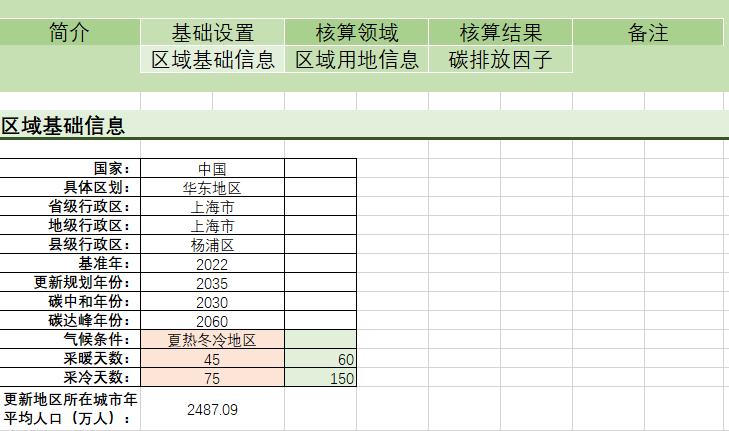 简介 基础设置 核算领域 核算结果 备注
区域基础信息 区域用地信息 碳排放因子
区域基础信息
国家： 中国
具体区划： 华东地区
省级行政区： 上海市
地级行政区： 上海市
县级行政区： 杨浦区
基准年： 2022
更新规划年份： 2035
碳中和年份： 2030
碳达峰年份： 2060
气候条件： 夏热冬冷地区
采暖天数： 45 60
采冷天数： 75 150
更新地区所在城市年
平均人口（万人）： 2487.09